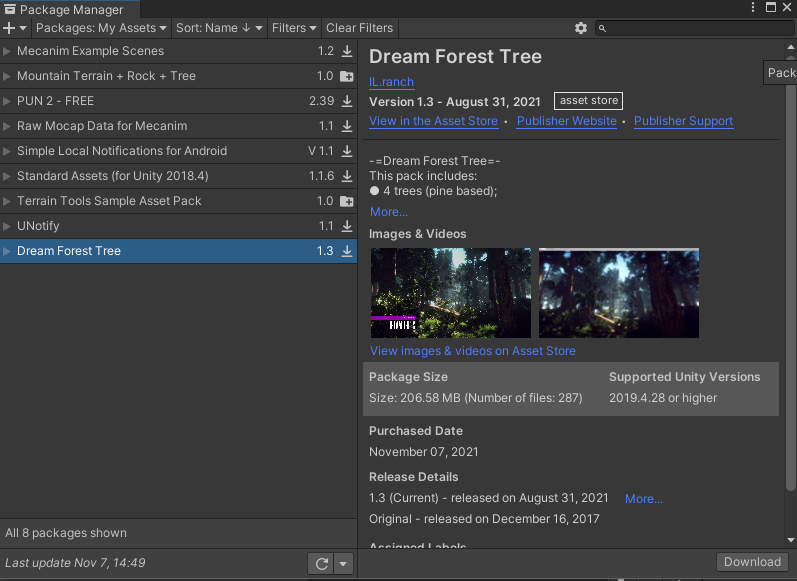 Package Manager
Packages: My Assets Sort: Name ↓ Filters Clear Filters
Mecanim Example Scenes 1.2
Mountain Terrain + Rock + Tree 1.0
PUN 2 - FREE 2.39
Raw Mocap Data for Mecanim 1.1
Simple Local Notifications for Android V 1.1
Standard Assets (for Unity 2018.4) 1.1.6
Terrain Tools Sample Asset Pack 1.0
UNotify 1.1
Dream Forest Tree 1.3
All 8 packages shown
Last update Nov 7, 14:49
Dream Forest Tree
Pack
IL.ranch
Version 1.3 - August 31, 2021 asset store
View in the Asset Store • Publisher Website • Publisher Support
-=Dream Forest Tree=-
This pack includes:
● 4 trees (pine based);
More...
Images & Videos
View images & videos on Asset Store
Package Size Supported Unity Versions
Size: 206.58 MB (Number of files: 287) 2019.4.28 or higher
Purchased Date
November 07, 2021
Release Details
1.3 (Current) - released on August 31, 2021 More...
Original - released on December 16, 2017
Assigned Labels
Download